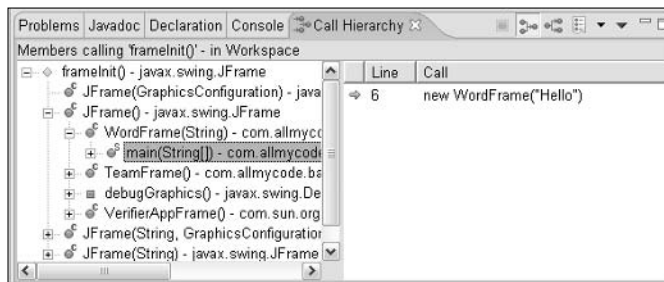 Problems Javadoc Declaration Console Call Hierarchy
Members calling 'frameInit()' - in Workspace
frameInit() - javax.swing.JFrame
JFrame(GraphicsConfiguration) - java
JFrame() - javax.swing.JFrame
WordFrame(String) - com.allmyco
main(String[]) - com.allmycode
TeamFrame() - com.allmycode.ba
debugGraphics() - javax.swing.De
VerifierAppFrame() - com.sun.org
JFrame(String, GraphicsConfiguration
JFrame(String) - javax.swing.JFrame
Line Call
6 new WordFrame("Hello")